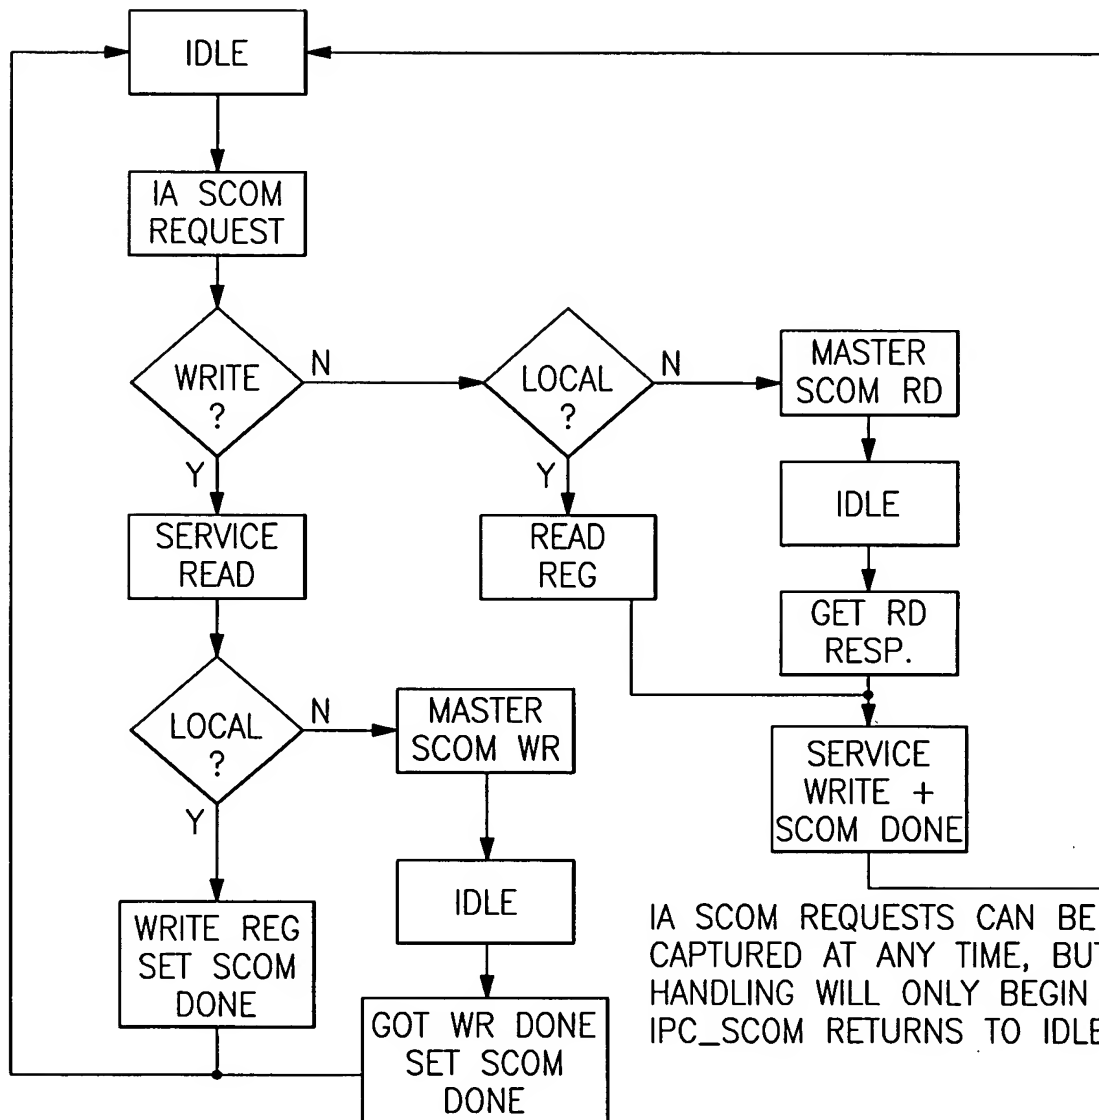 IDLE
IA SCOM
REQUEST
WRITE
?
N
Y
LOCAL
?
N
Y
MASTER
SCOM RD
IDLE
GET RD
RESP.
READ
REG
SERVICE
WRITE +
SCOM DONE
SERVICE
READ
LOCAL
?
N
Y
MASTER
SCOM WR
IDLE
WRITE REG
SET SCOM
DONE
GOT WR DONE
SET SCOM
DONE
IA SCOM REQUESTS CAN BE
CAPTURED AT ANY TIME, BUT
HANDLING WILL ONLY BEGIN
IPC_SCOM RETURNS TO IDLE